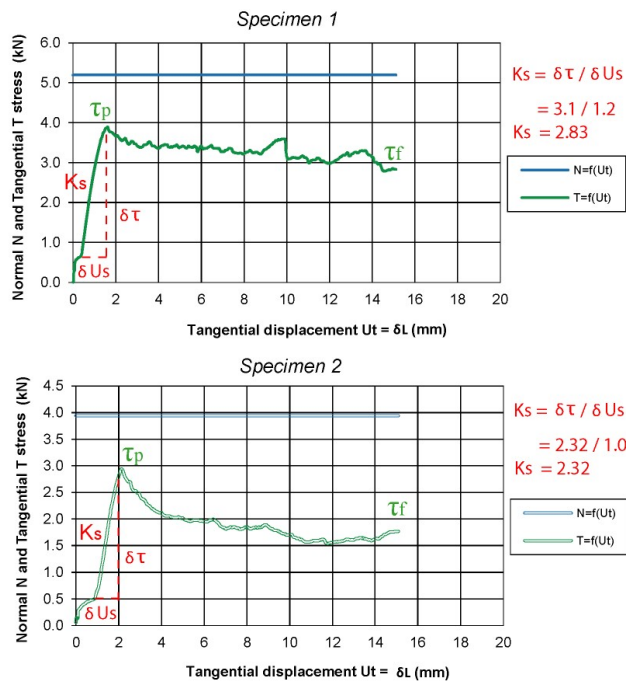 Specimen 1
Normal N and Tangential T stress (kN)
6.0
5.0
4.0
3.0
2.0
1.0
0.0
τp
Ks
δτ
δ Us
τf
0 2 4 6 8 10 12 14 16 18 20
Tangential displacement Ut = δL (mm)
Ks = δτ / δUs
= 3.1 / 1.2
Ks = 2.83
N=f(Ut)
T=f(Ut)
Specimen 2
Normal N and Tangential T stress (kN)
4.5
4.0
3.5
3.0
2.5
2.0
1.5
1.0
0.5
0.0
τp
Ks
δτ
δ Us
τf
0 2 4 6 8 10 12 14 16 18 20
Tangential displacement Ut = δL (mm)
Ks = δτ / δUs
= 2.32 / 1.0
Ks = 2.32
N=f(Ut)
T=f(Ut)